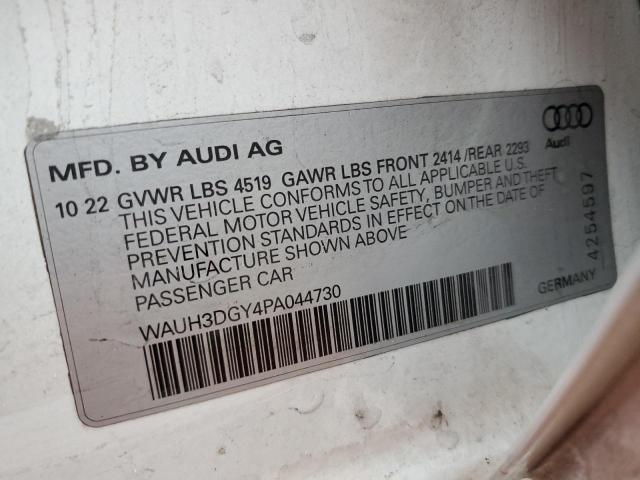 MFD. BY AUDI AG
Audi
10 22 GVWR LBS 4519 GAWR LBS FRONT 2414 /REAR 2293
THIS VEHICLE CONFORMS TO ALL APPLICABLE U.S.
FEDERAL MOTOR VEHICLE SAFETY, BUMPER AND THEFT
PREVENTION STANDARDS IN EFFECT ON THE DATE OF
MANUFACTURE SHOWN ABOVE
PASSENGER CAR
WAUH3DGY4PA044730
GERMANY
4254597